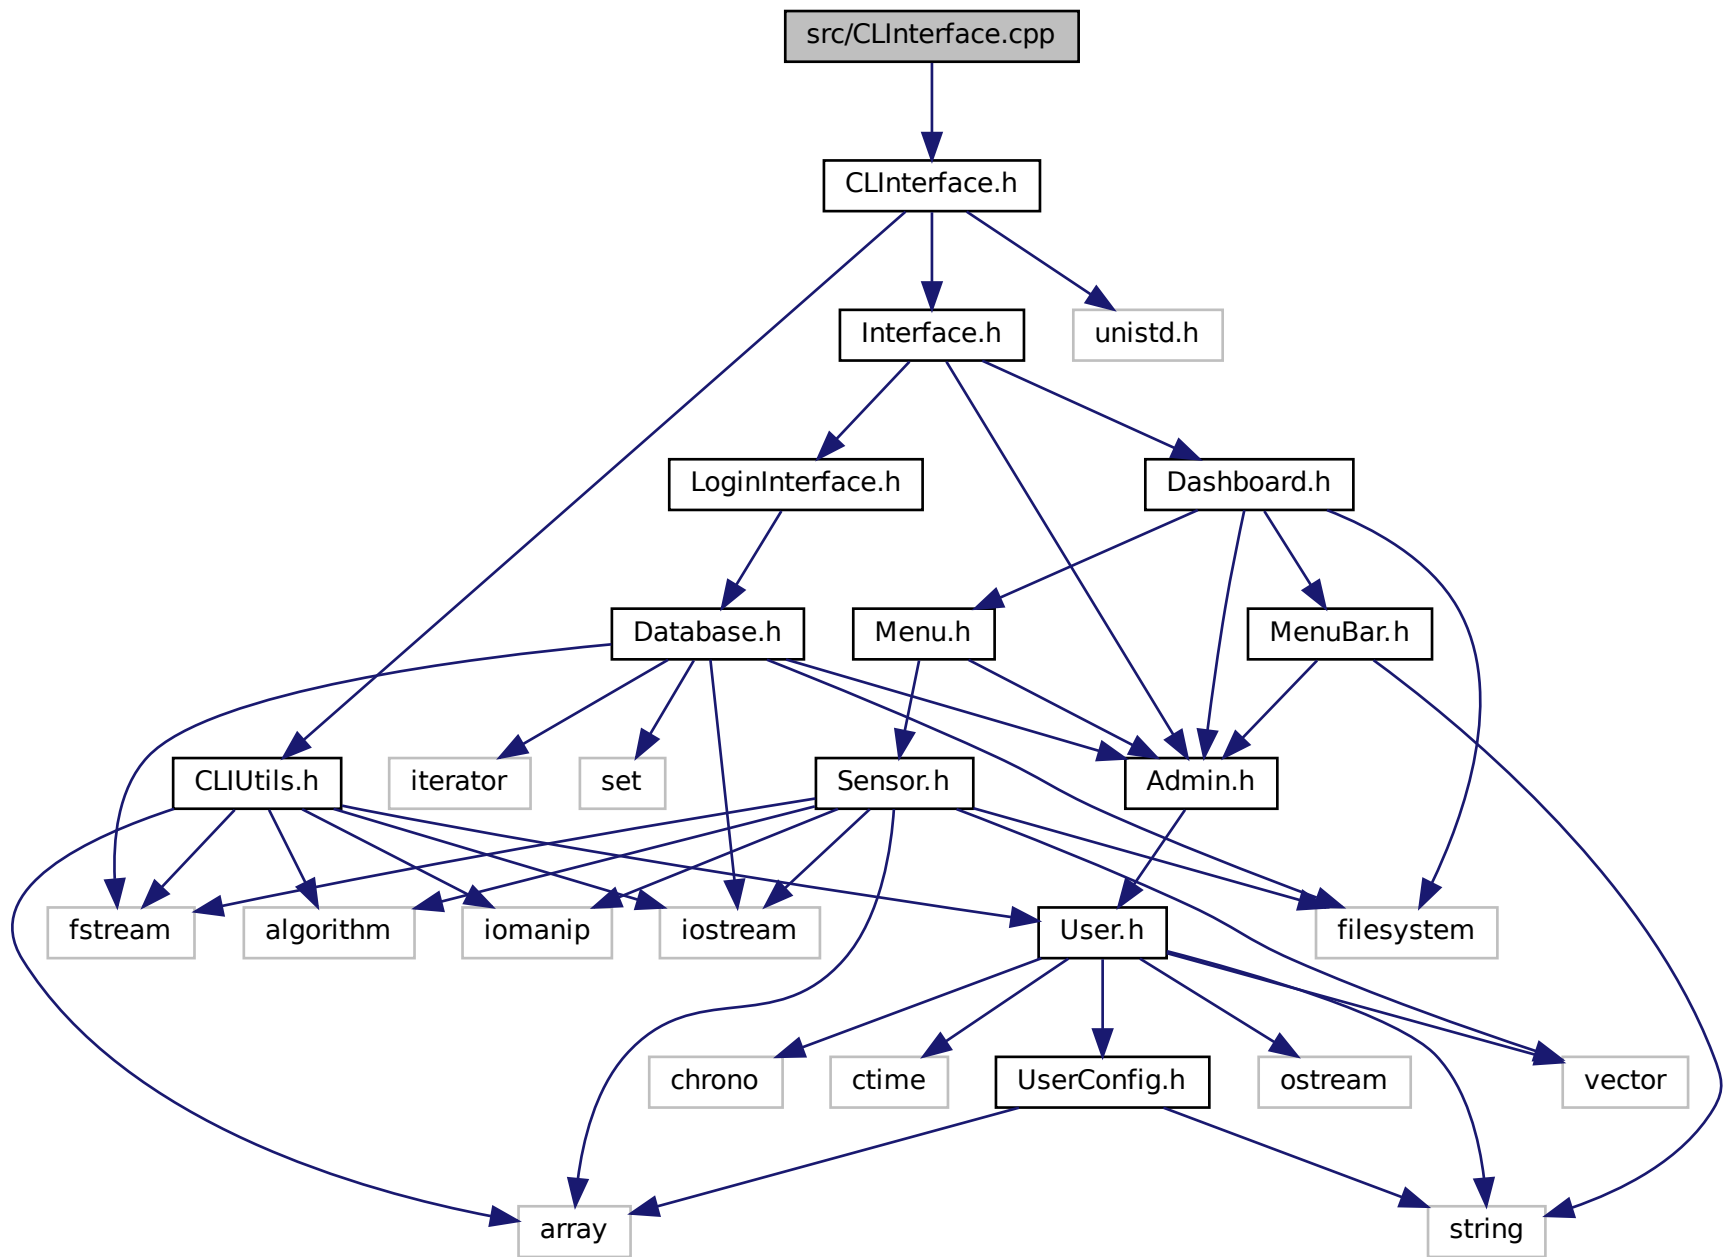 src/CLInterface.cpp
CLInterface.h
Interface.h
unistd.h
LoginInterface.h
Dashboard.h
Database.h
Menu.h
MenuBar.h
CLIUtils.h
iterator
set
Sensor.h
Admin.h
fstream
algorithm
iomanip
iostream
User.h
filesystem
chrono
ctime
UserConfig.h
ostream
vector
array
string